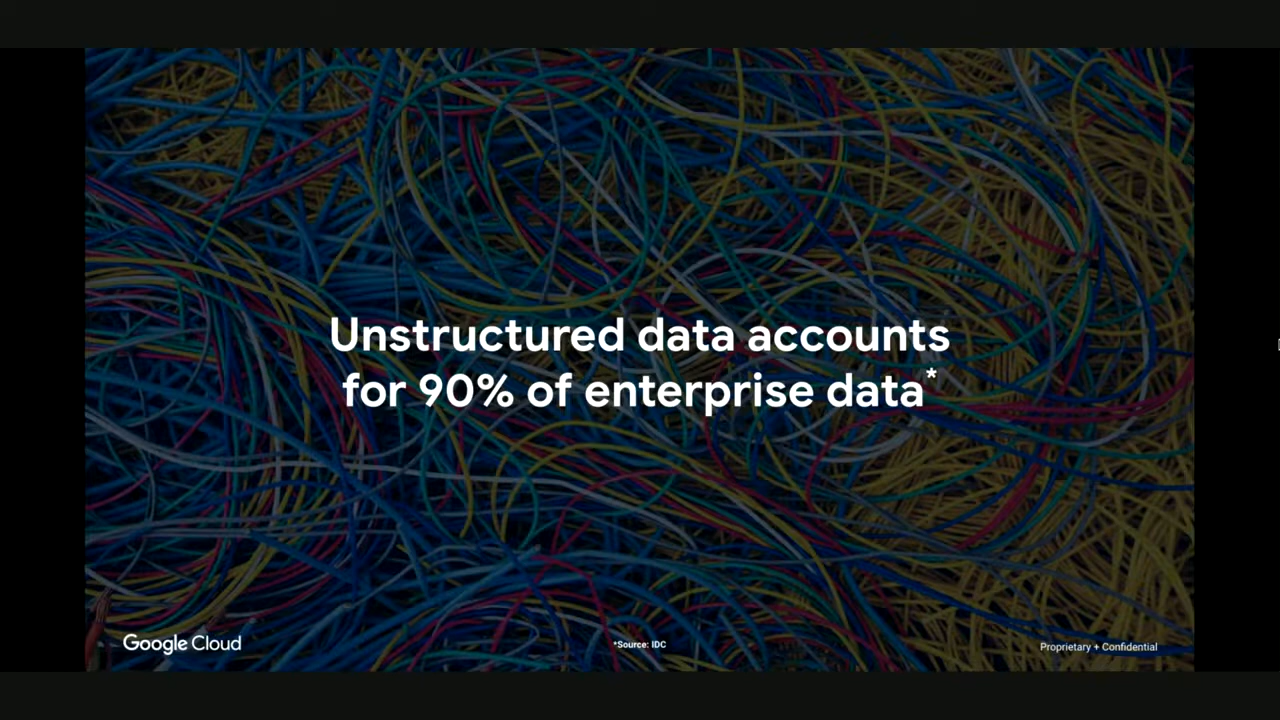 Unstructured data accounts
for 90% of enterprise data*
Google Cloud
*Source: IDC
Proprietary + Confidential